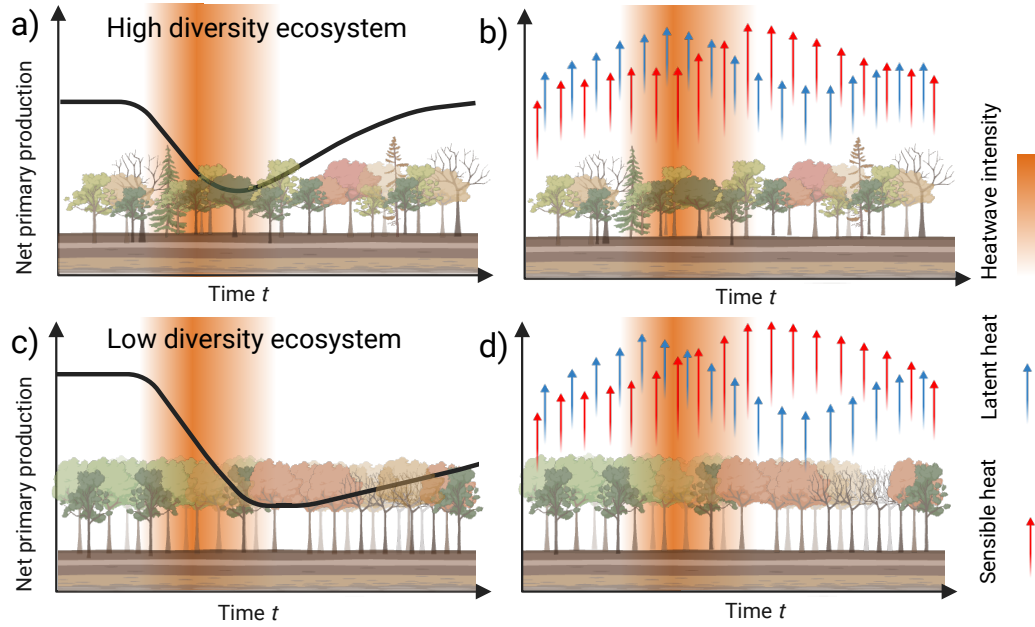 a)
High diversity ecosystem
Net primary production
Time t
b)
Time t
c)
Low diversity ecosystem
Net primary production
Time t
d)
Time t
Heatwave intensity
Latent heat
Sensible heat